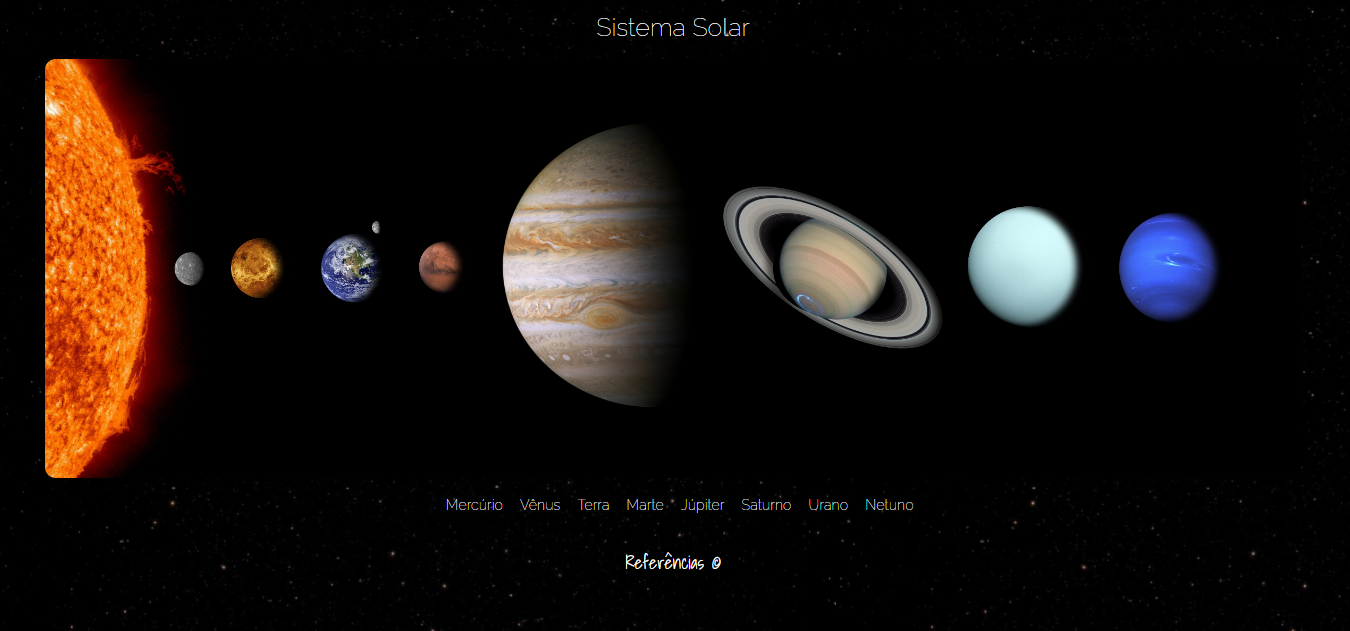 Sistema Solar
Mercúrio Vênus Terra Marte Júpiter Saturno Urano Netuno
Referências ©